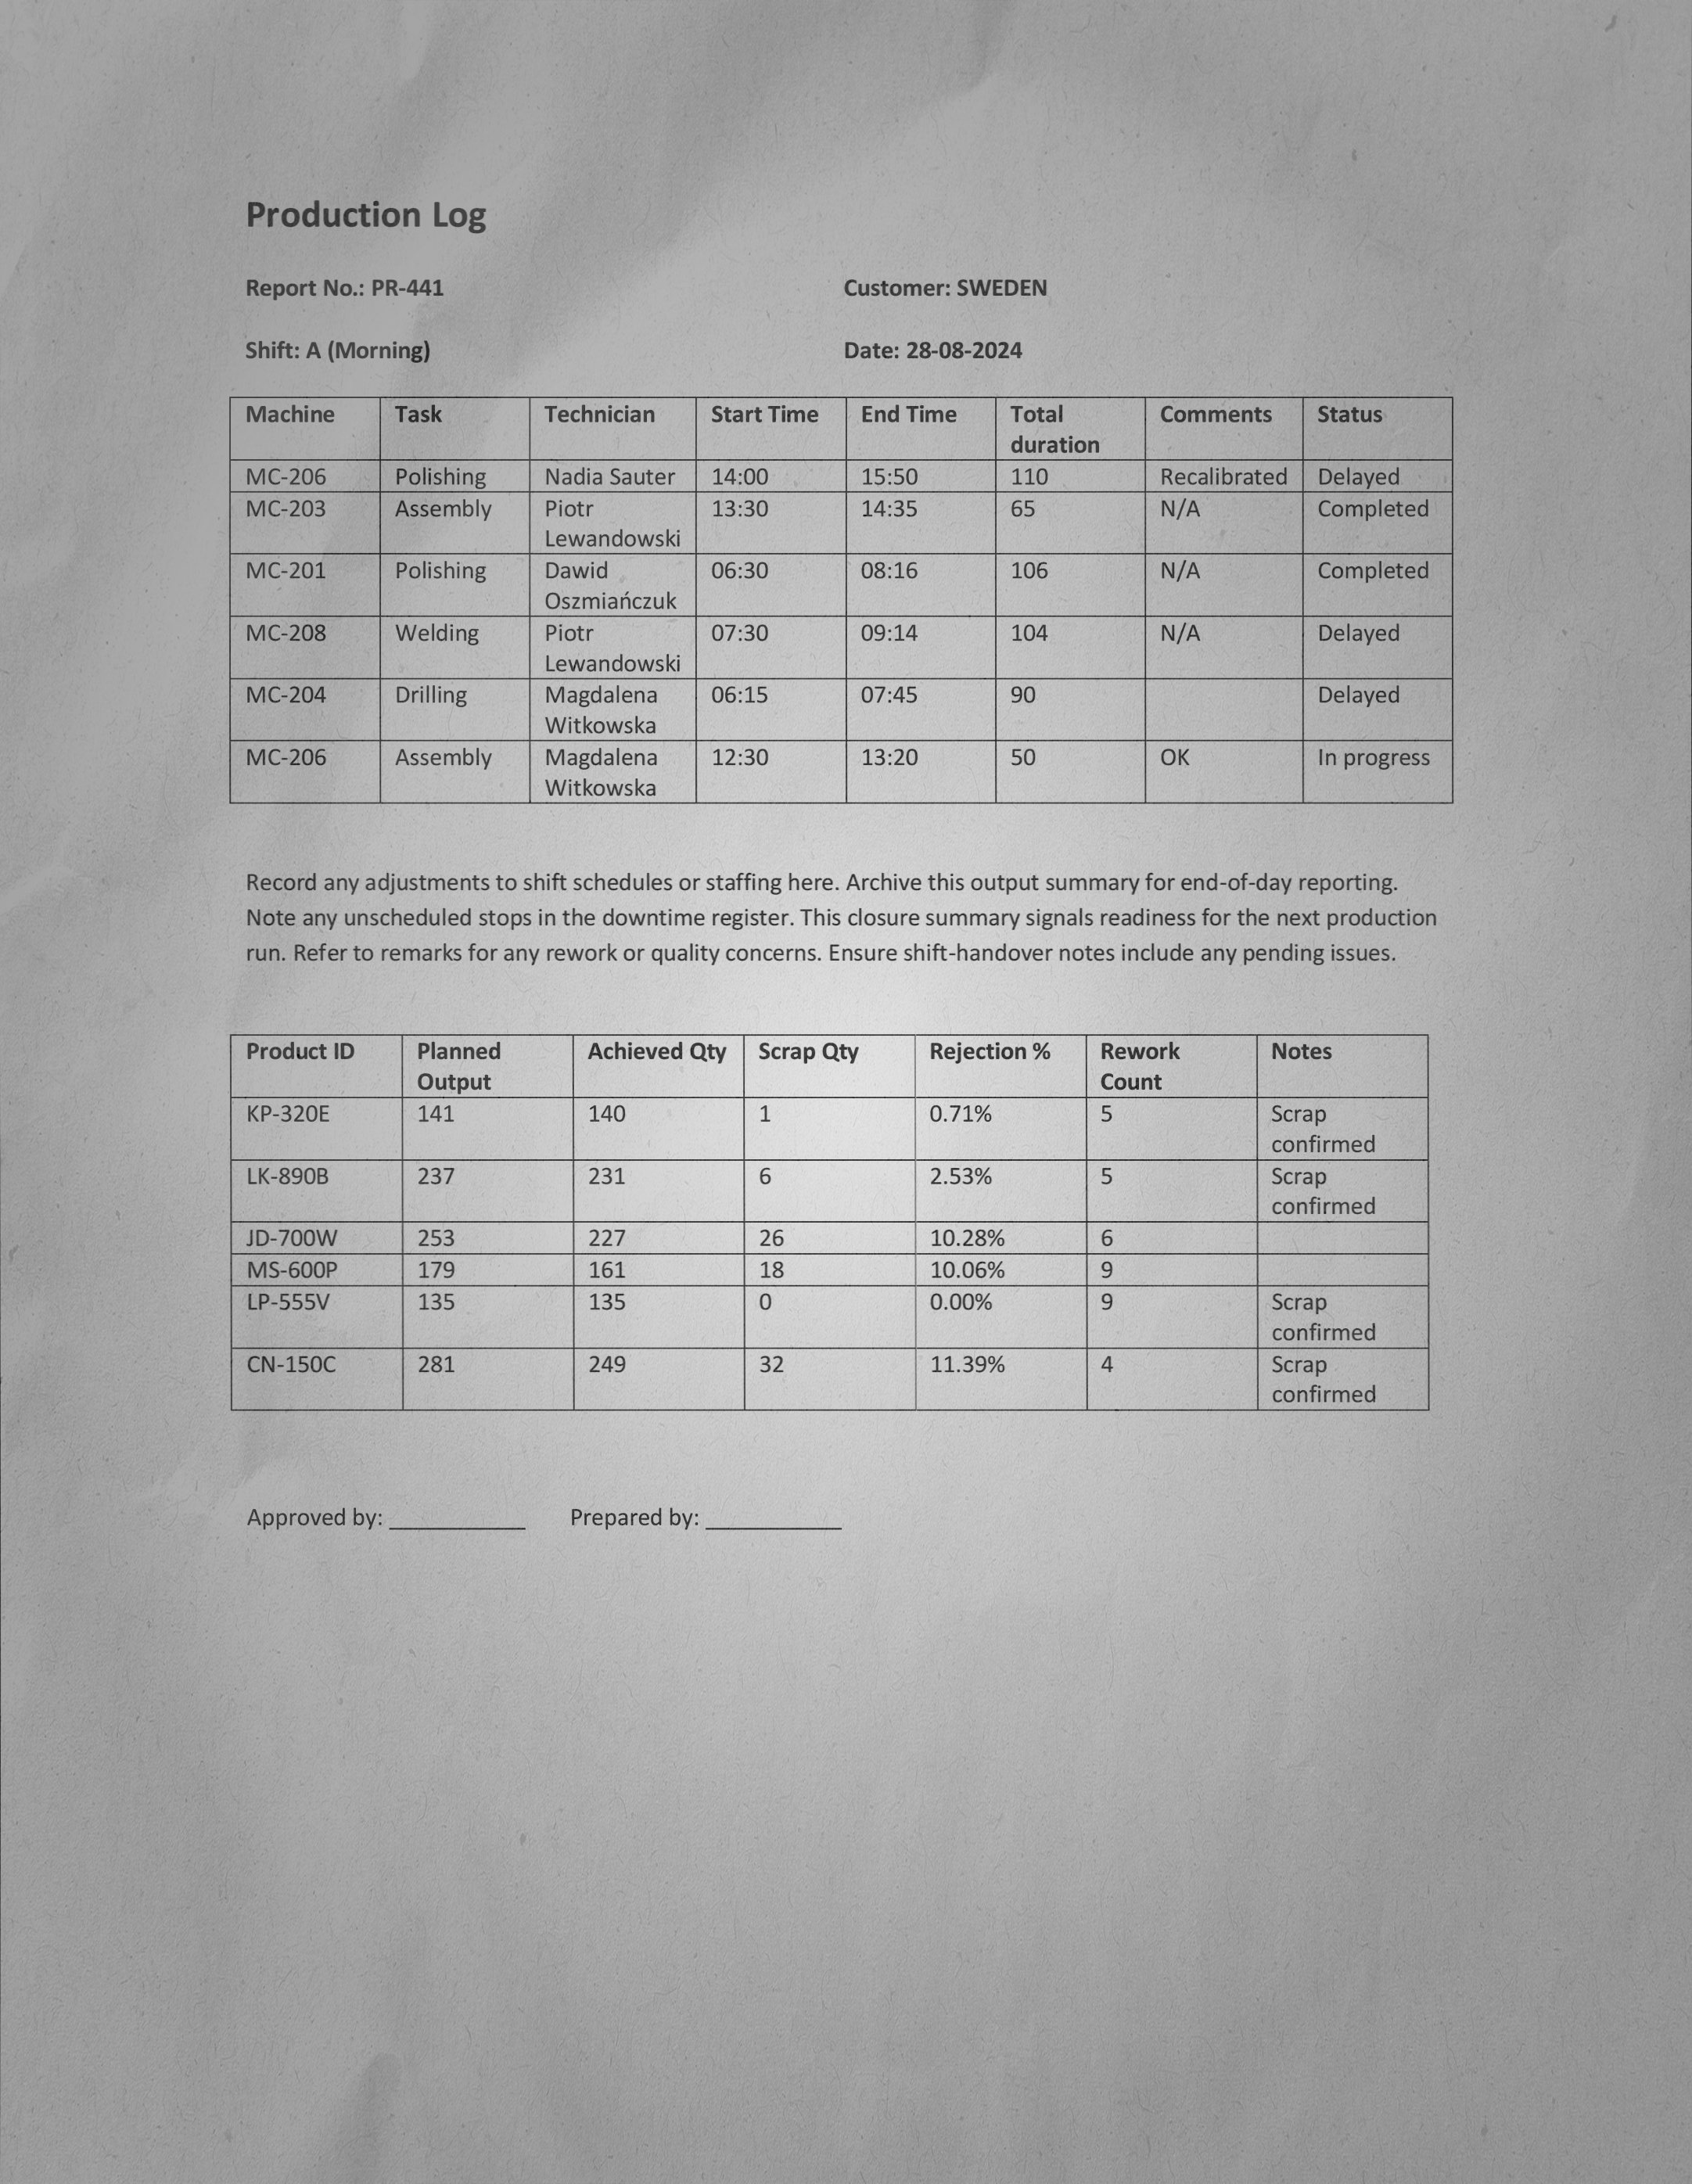 Production Log
Report No.: PR-441 Customer: SWEDEN
Shift: A (Morning) Date: 28-08-2024
Machine Task Technician Start Time End Time Total duration Comments Status
MC-206 Polishing Nadia Sauter 14:00 15:50 110 Recalibrated Delayed
MC-203 Assembly Piotr Lewandowski 13:30 14:35 65 N/A Completed
MC-201 Polishing Dawid Oszmiańczuk 06:30 08:16 106 N/A Completed
MC-208 Welding Piotr Lewandowski 07:30 09:14 104 N/A Delayed
MC-204 Drilling Magdalena Witkowska 06:15 07:45 90 Delayed
MC-206 Assembly Magdalena Witkowska 12:30 13:20 50 OK In progress
Record any adjustments to shift schedules or staffing here. Archive this output summary for end-of-day reporting.
Note any unscheduled stops in the downtime register. This closure summary signals readiness for the next production
run. Refer to remarks for any rework or quality concerns. Ensure shift-handover notes include any pending issues.
Product ID Planned Output Achieved Qty Scrap Qty Rejection % Rework Count Notes
KP-320E 141 140 1 0.71% 5 Scrap confirmed
LK-890B 237 231 6 2.53% 5 Scrap confirmed
JD-700W 253 227 26 10.28% 6
MS-600P 179 161 18 10.06% 9
LP-555V 135 135 0 0.00% 9 Scrap confirmed
CN-150C 281 249 32 11.39% 4 Scrap confirmed
Approved by: ___________ Prepared by: ___________